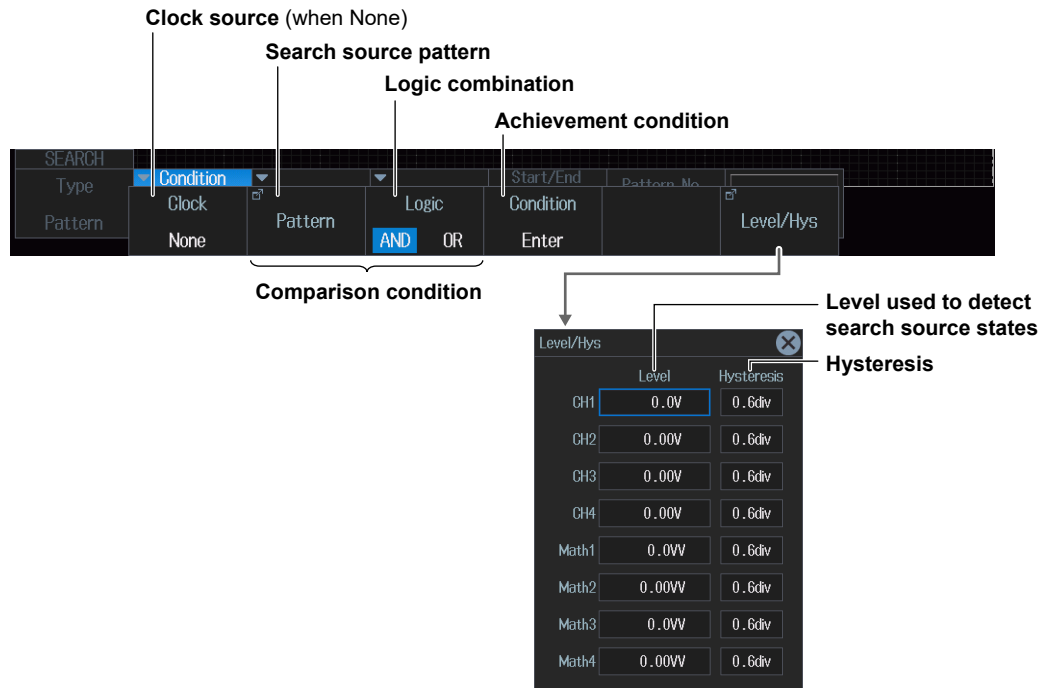 Clock source (when None)
Search source pattern
Logic combination
Achievement condition
SEARCH
Type
Pattern
Condition
Start/End
Pattern No.
Clock
None
Pattern
Logic
AND OR
Condition
Enter
Level/Hys
Comparison condition
Level used to detect
search source states
Hysteresis
Level/Hys
Level Hysteresis
CH1 0.0V 0.6div
CH2 0.00V 0.6div
CH3 0.00V 0.6div
CH4 0.00V 0.6div
Math1 0.0VV 0.6div
Math2 0.00VV 0.6div
Math3 0.0VV 0.6div
Math4 0.00VV 0.6div